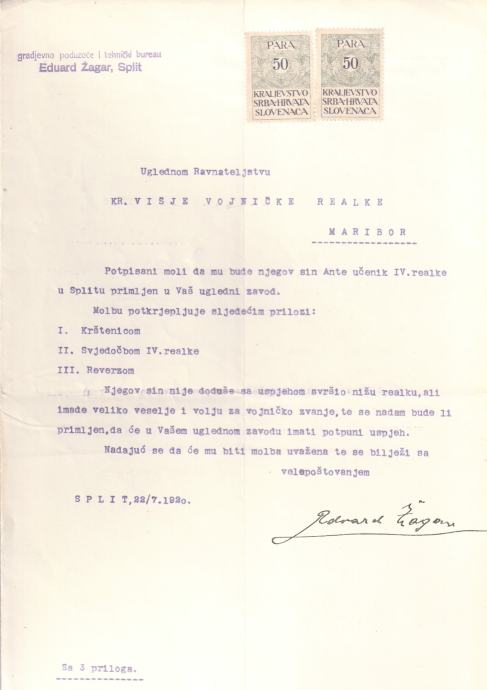 gradjevno poduzeće i tehnički bureau
Eduard Žagar, Split
PARA
50
KRALJEVSTVO
SRBA·HRVATA
SLOVENACA
PARA
50
KRALJEVSTVO
SRBA·HRVATA
SLOVENACA
Uglednom Ravnateljstvu
KR. VIŠJE VOJNIČKE REALKE
MARIBOR
Potpisani moli da mu bude njegov sin Ante učenik IV.realke
u Splitu primljen u Vaš ugledni zavod.
Molbu potkrjepljuje sljedećim prilozi:
I. Krštenicom
II. Svjedočbom IV.realke
III. Reverzom
Njegov sin nije doduše sa uspjehom svršio nižu realku,ali
imade veliko veselje i volju za vojničko zvanje,te se nadam bude li
primljen,da će u Vašem uglednom zavodu imati potpuni uspjeh.
Nadajuć se da će mu biti molba uvažena te se bilježi sa
velepoštovanjem
SPLIT,22/7.1920.
Edvard Žagar
Sa 3 priloga.